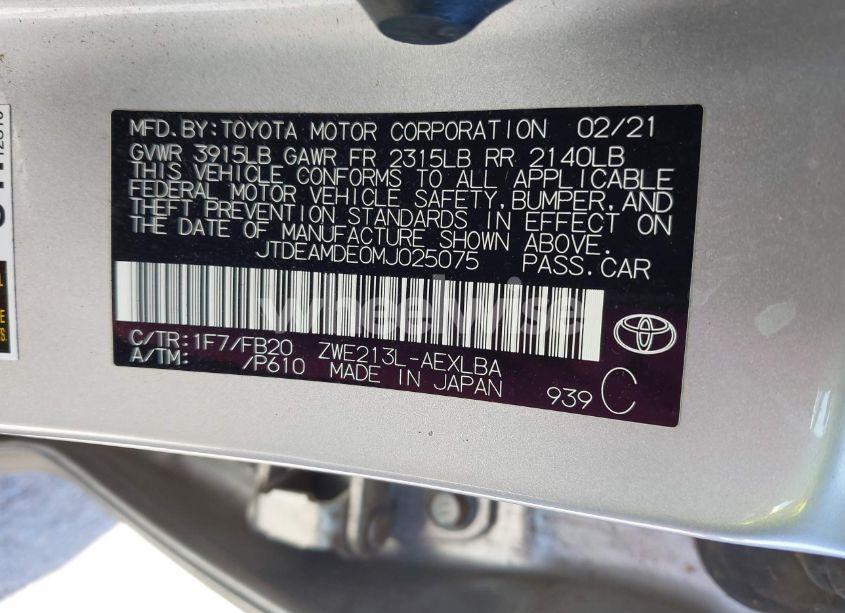 MFD. BY: TOYOTA MOTOR CORPORATION 02/21
GVWR 3915LB GAWR FR 2315LB RR 2140LB
THIS VEHICLE CONFORMS TO ALL APPLICABLE
FEDERAL MOTOR VEHICLE SAFETY, BUMPER, AND
THEFT PREVENTION STANDARDS IN EFFECT ON
THE DATE OF MANUFACTURE SHOWN ABOVE.
JTDEAMDE0MJ025075 PASS. CAR
wheelwise
C/TR: 1F7/FB20 ZWE213L-AEXLBA
A/TM: /P610 MADE IN JAPAN 939 C